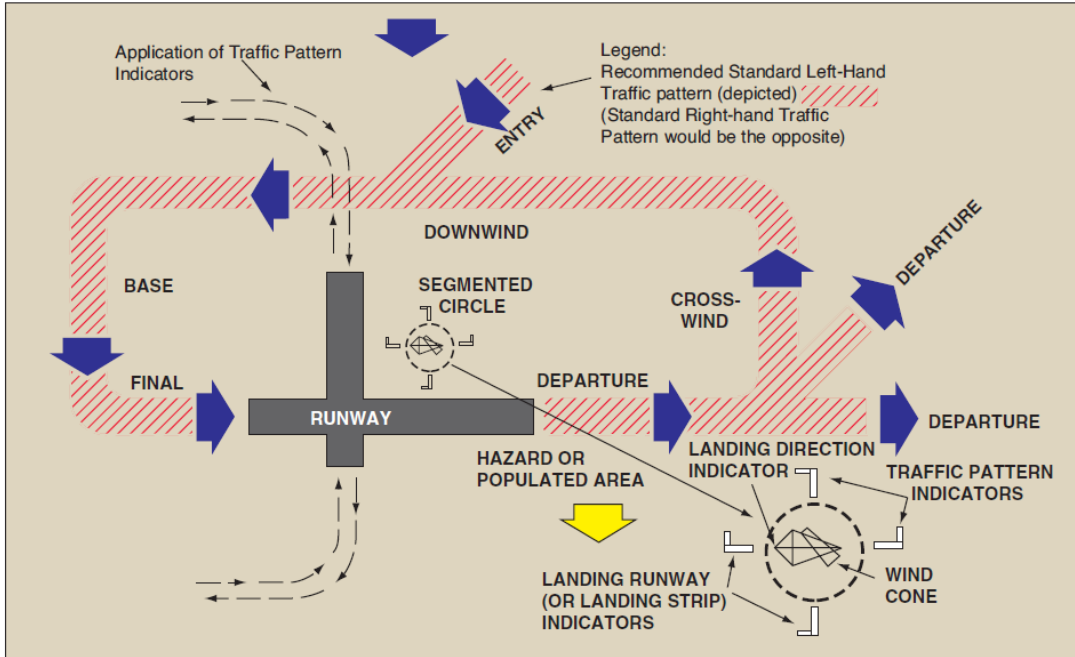 Application of Traffic Pattern
Indicators
Legend:
Recommended Standard Left-Hand
Traffic pattern (depicted)
(Standard Right-hand Traffic
Pattern would be the opposite)
ENTRY
DOWNWIND
DEPARTURE
BASE
SEGMENTED
CIRCLE
CROSS-
WIND
FINAL
DEPARTURE
RUNWAY
DEPARTURE
HAZARD OR
POPULATED AREA
LANDING DIRECTION
INDICATOR
TRAFFIC PATTERN
INDICATORS
LANDING RUNWAY
(OR LANDING STRIP)
INDICATORS
WIND
CONE